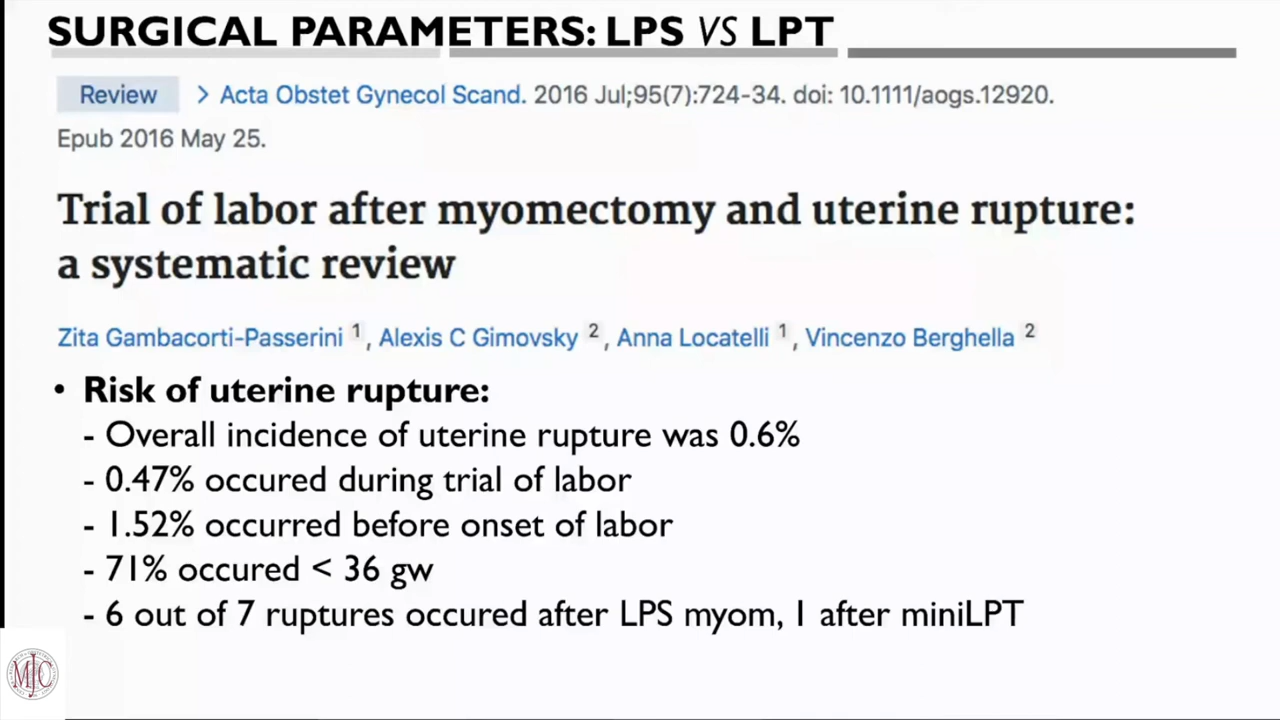 SURGICAL PARAMETERS: LPS VS LPT
Review > Acta Obstet Gynecol Scand. 2016 Jul;95(7):724-34. doi: 10.1111/aogs.12920.
Epub 2016 May 25.
Trial of labor after myomectomy and uterine rupture:
a systematic review
Zita Gambacorti-Passerini 1, Alexis C Gimovsky 2, Anna Locatelli 1, Vincenzo Berghella 2
• Risk of uterine rupture:
- Overall incidence of uterine rupture was 0.6%
- 0.47% occured during trial of labor
- 1.52% occurred before onset of labor
- 71% occured < 36 gw
- 6 out of 7 ruptures occured after LPS myom, 1 after miniLPT
MJC